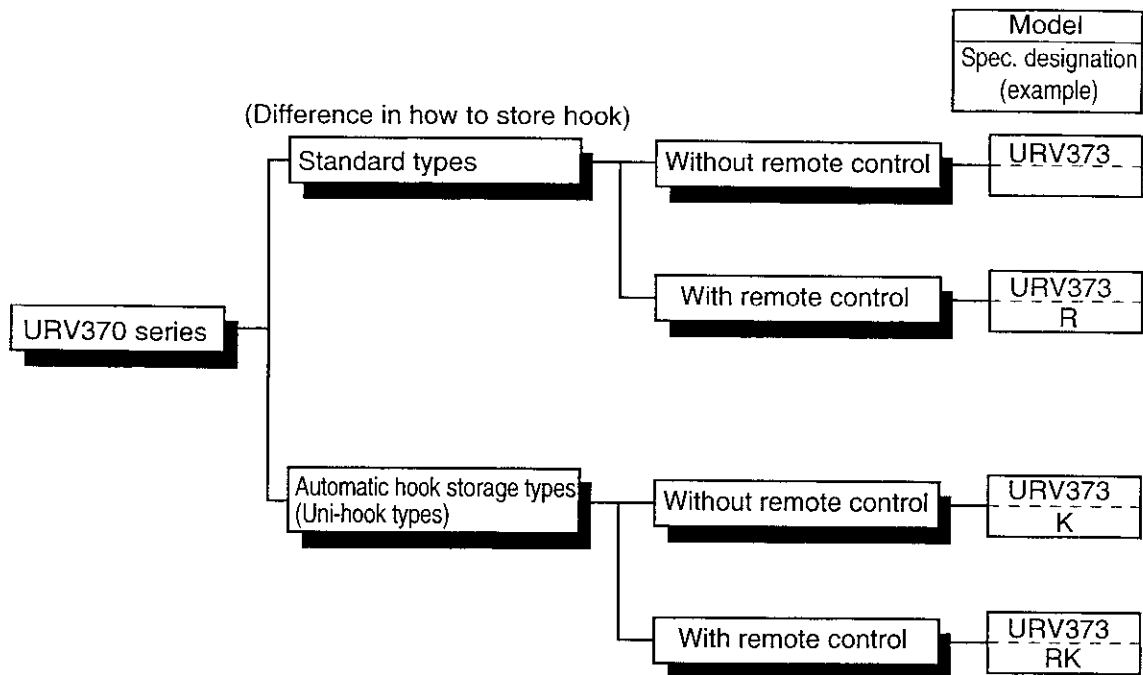 Model
Spec. designation
(example)
(Difference in how to store hook)
Standard types
Without remote control
URV373
With remote control
URV373
R
URV370 series
Automatic hook storage types
(Uni-hook types)
Without remote control
URV373
K
With remote control
URV373
RK